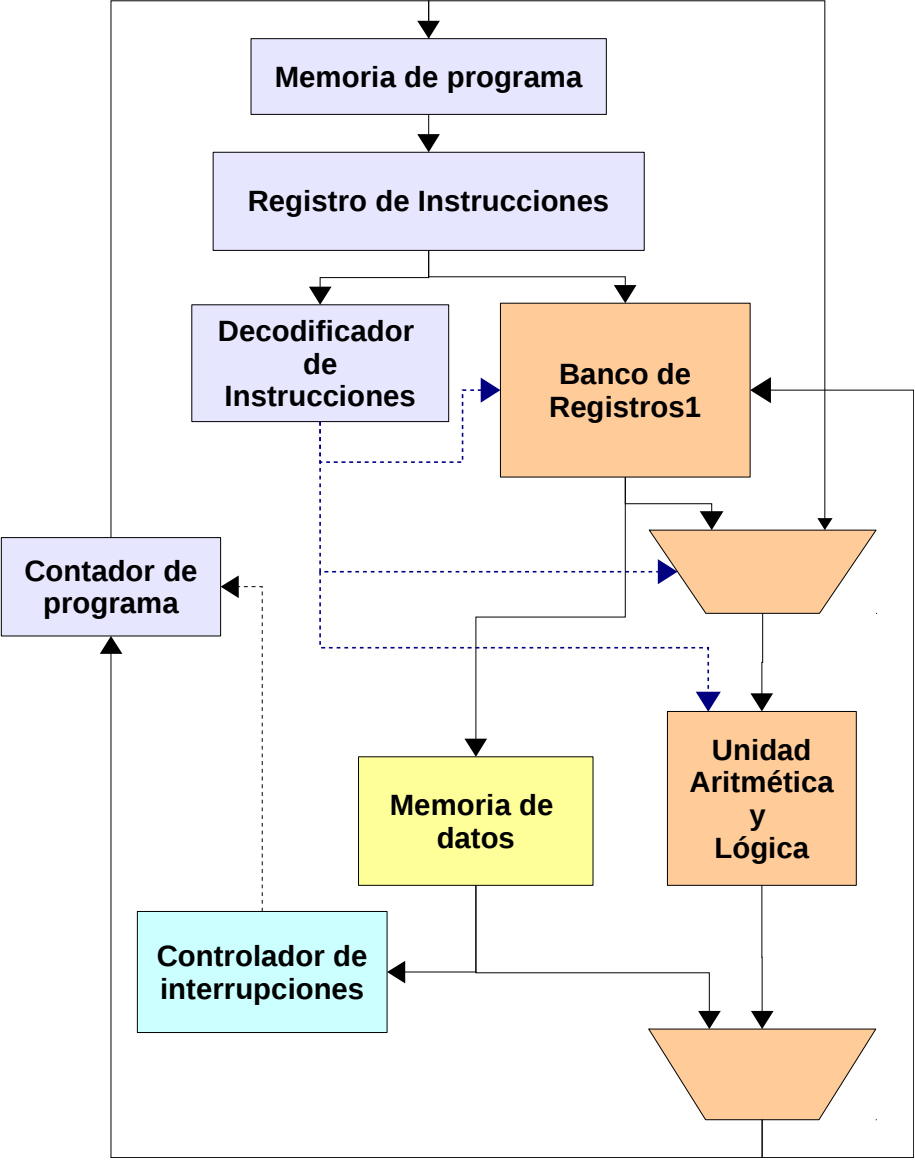 Memoria de programa
Registro de Instrucciones
Decodificador
de
Instrucciones
Banco de
Registros1
Contador de
programa
Unidad
Aritmética
y
Lógica
Memoria de
datos
Controlador de
interrupciones